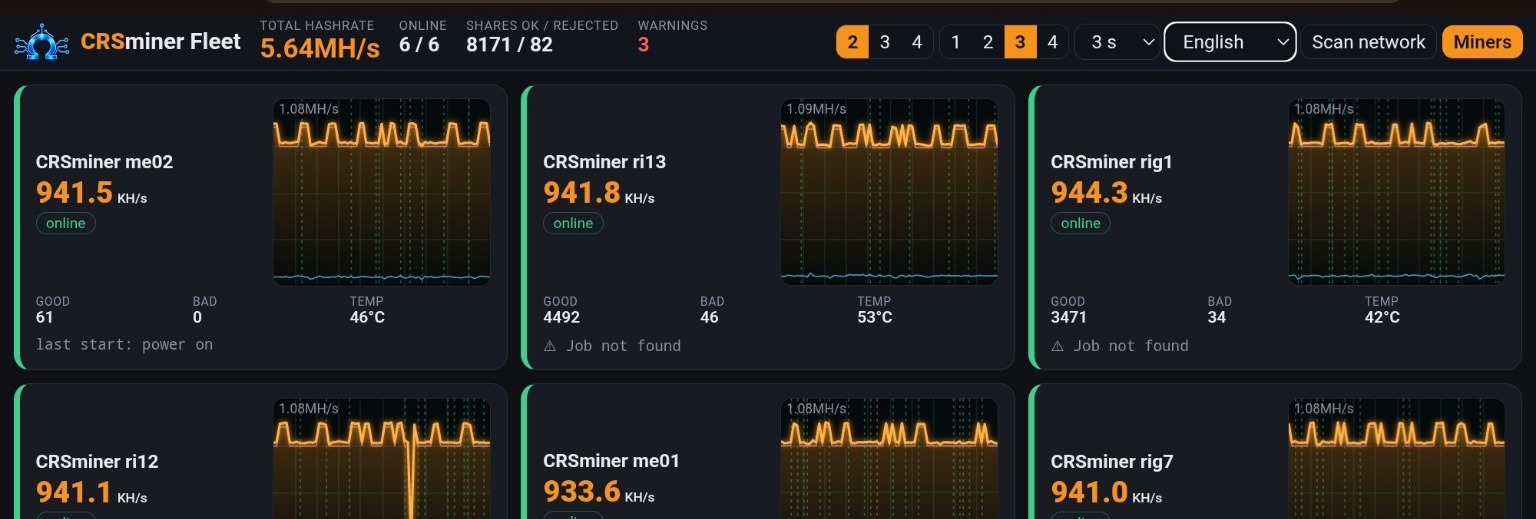 TOTAL HASHRATE ONLINE SHARES OK / REJECTED WARNINGS
CRSminer Fleet 5.64MH/s 6 / 6 8171 / 82 3 2 3 4 1 2 3 4 3 s English Scan network Miners
1.08MH/s
CRSminer me02
941.5 KH/s
online
GOOD BAD TEMP
61 0 46°C
last start: power on
1.09MH/s
CRSminer ri13
941.8 KH/s
online
GOOD BAD TEMP
4492 46 53°C
⚠ Job not found
1.08MH/s
CRSminer rig1
944.3 KH/s
online
GOOD BAD TEMP
3471 34 42°C
⚠ Job not found
1.08MH/s
CRSminer ri12
941.1 KH/s
1.08MH/s
CRSminer me01
933.6 KH/s
1.08MH/s
CRSminer rig7
941.0 KH/s